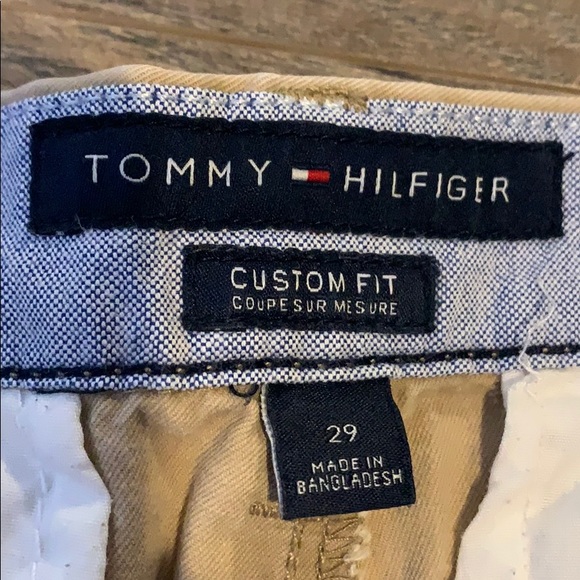 TOMMY HILFIGER
CUSTOM FIT
COUPE SUR MESURE
29
MADE IN
BANGLADESH